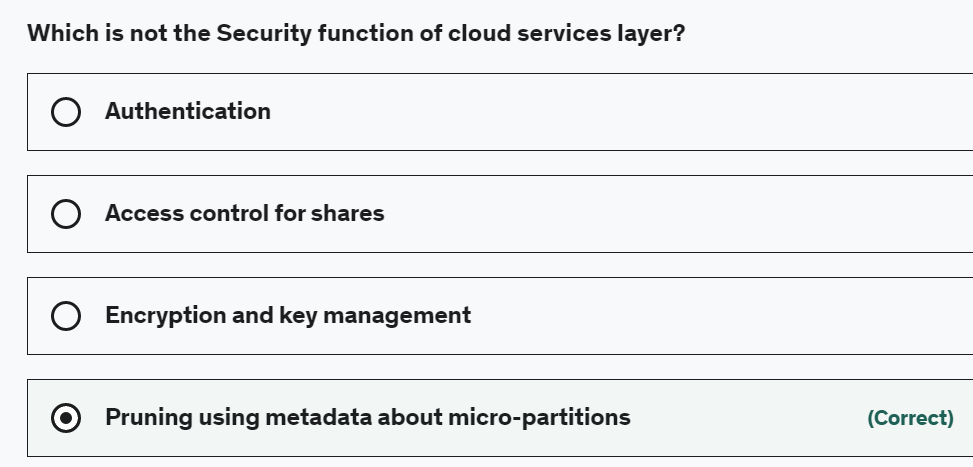 Which is not the Security function of cloud services layer?
Authentication
Access control for shares
Encryption and key management
Pruning using metadata about micro-partitions (Correct)